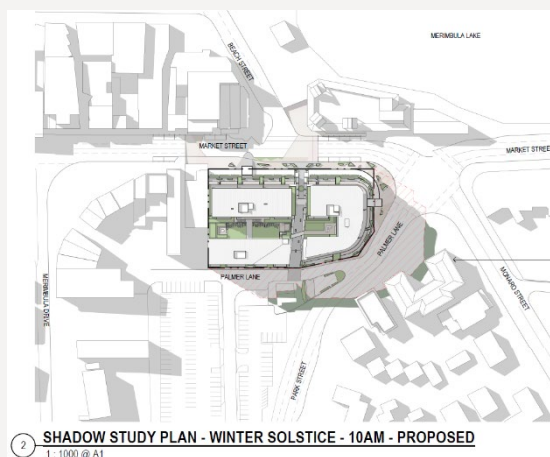 MERIMBULA LAKE
BEACH STREET
MARKET STREET
MARKET STREET
PALMER LANE
PALMER LANE
MERIMBULA DRIVE
MONARO STREET
PARK STREET
2
SHADOW STUDY PLAN - WINTER SOLSTICE - 10AM - PROPOSED
1 : 1000 @ A1